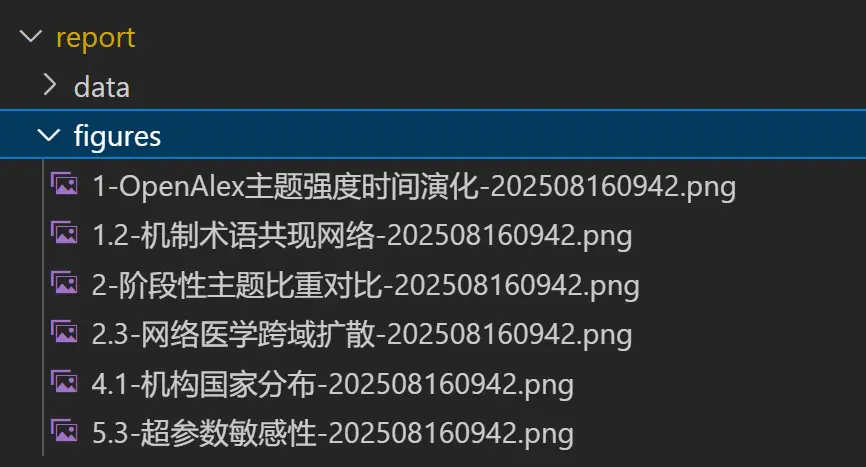 report
data
figures
1-OpenAlex主题强度时间演化-202508160942.png
1.2-机制术语共现网络-202508160942.png
2-阶段性主题比重对比-202508160942.png
2.3-网络医学跨域扩散-202508160942.png
4.1-机构国家分布-202508160942.png
5.3-超参数敏感性-202508160942.png